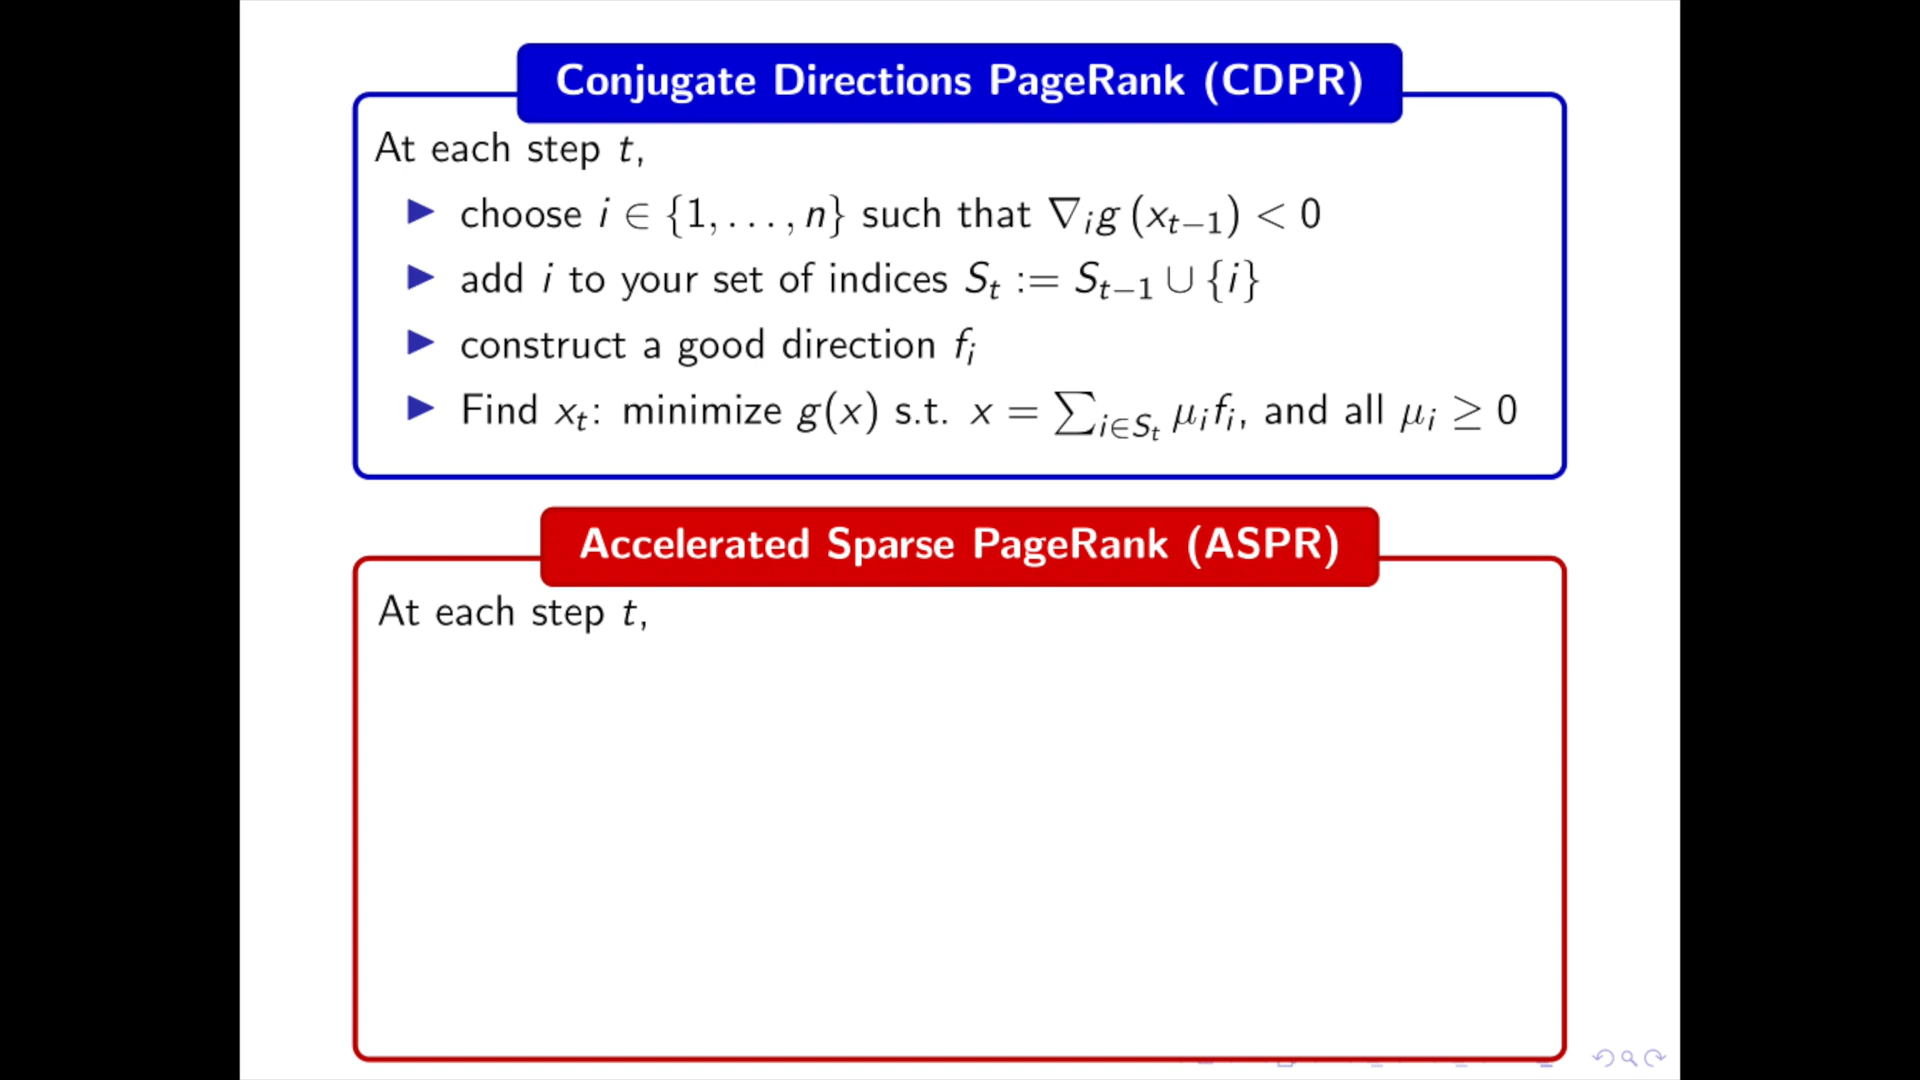 Conjugate Directions PageRank (CDPR)
At each step t,
▶ choose i ∈ {1, . . . , n} such that ∇ᵢg (xₜ₋₁) < 0
▶ add i to your set of indices Sₜ := Sₜ₋₁ ∪ {i}
▶ construct a good direction fᵢ
▶ Find xₜ: minimize g(x) s.t. x = ∑_{i∈Sₜ} μᵢfᵢ, and all μᵢ ≥ 0
Accelerated Sparse PageRank (ASPR)
At each step t,